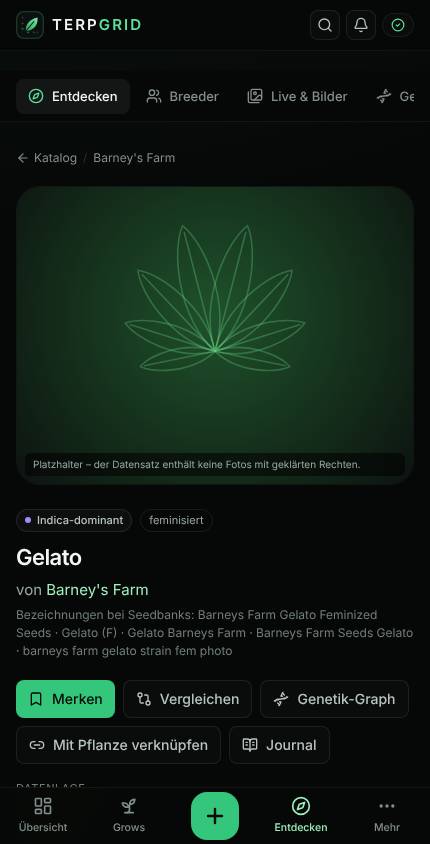 TERPGRID
Entdecken Breeder Live & Bilder Ge
Katalog / Barney's Farm
Platzhalter – der Datensatz enthält keine Fotos mit geklärten Rechten.
Indica-dominant feminisiert
Gelato
von Barney's Farm
Bezeichnungen bei Seedbanks: Barneys Farm Gelato Feminized
Seeds · Gelato (F) · Gelato Barneys Farm · Barneys Farm Seeds Gelato
· barneys farm gelato strain fem photo
Merken Vergleichen Genetik-Graph
Mit Pflanze verknüpfen Journal
DATENLAGE
Übersicht Grows Entdecken Mehr